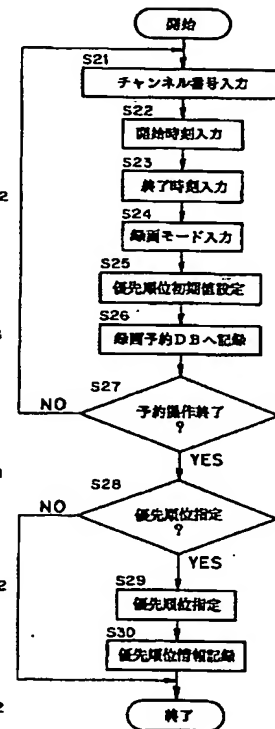 開始
S21
チャンネル番号入力
S22
開始時刻入力
S23
終了時刻入力
S24
録画モード入力
S25
優先順位初期値設定
S26
録画予約DBへ記録
S27
予約操作終了
?
NO
YES
S28
優先順位指定
?
NO
YES
S29
優先順位指定
S30
優先順位情報記録
終了
2
2
2